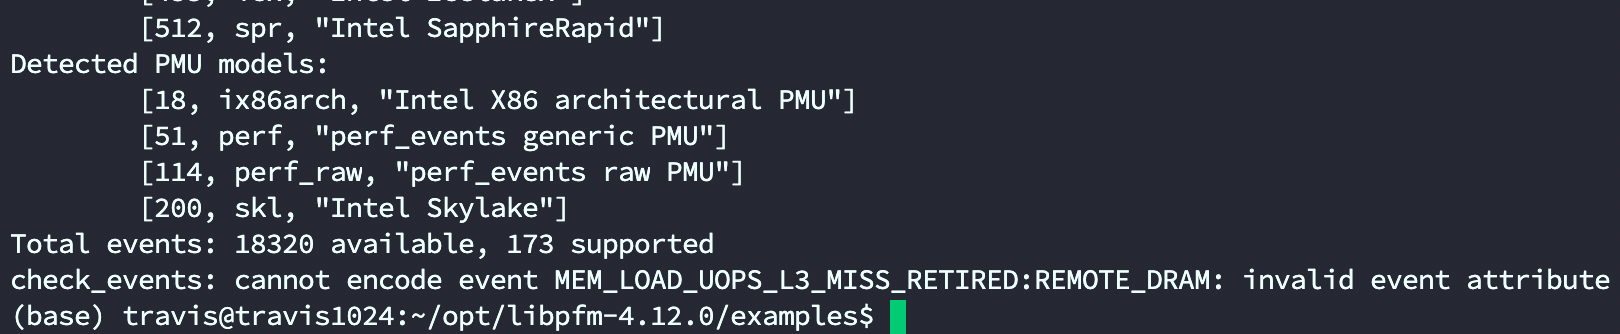 [512, spr, "Intel SapphireRapid"]
Detected PMU models:
[18, ix86arch, "Intel X86 architectural PMU"]
[51, perf, "perf_events generic PMU"]
[114, perf_raw, "perf_events raw PMU"]
[200, skl, "Intel Skylake"]
Total events: 18320 available, 173 supported
check_events: cannot encode event MEM_LOAD_UOPS_L3_MISS_RETIRED:REMOTE_DRAM: invalid event attribute
(base) travis@travis1024:~/opt/libpfm-4.12.0/examples$